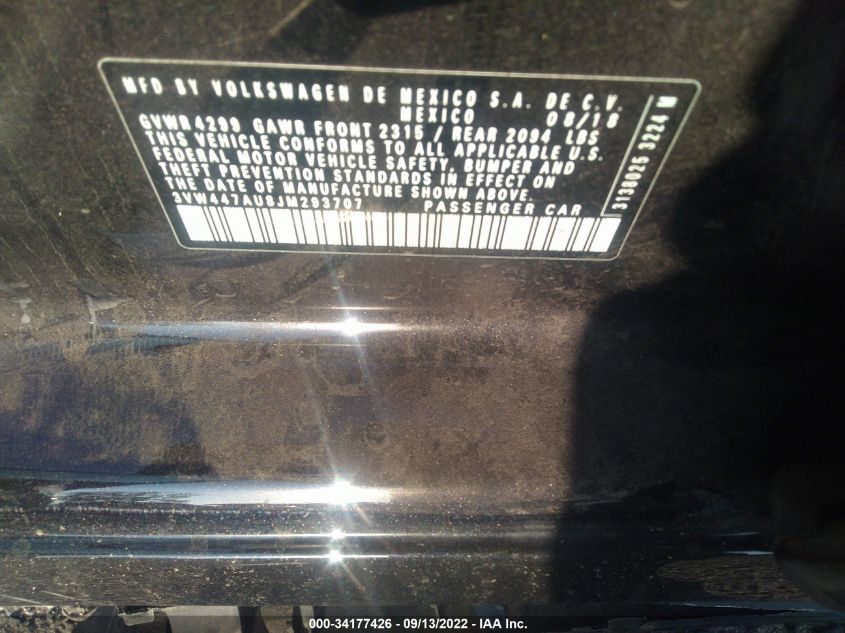 MFD BY VOLKSWAGEN DE MEXICO S.A. DE C.V.
MEXICO 08/18
GVWR 4299 GAWR FRONT 2315 / REAR 2094 LBS
THIS VEHICLE CONFORMS TO ALL APPLICABLE U.S.
FEDERAL MOTOR VEHICLE SAFETY, BUMPER AND
THEFT PREVENTION STANDARDS IN EFFECT ON
THE DATE OF MANUFACTURE SHOWN ABOVE.
3VW447AU8JM293707 PASSENGER CAR
3138026 3224 M
000-34177426 - 09/13/2022 - IAA Inc.